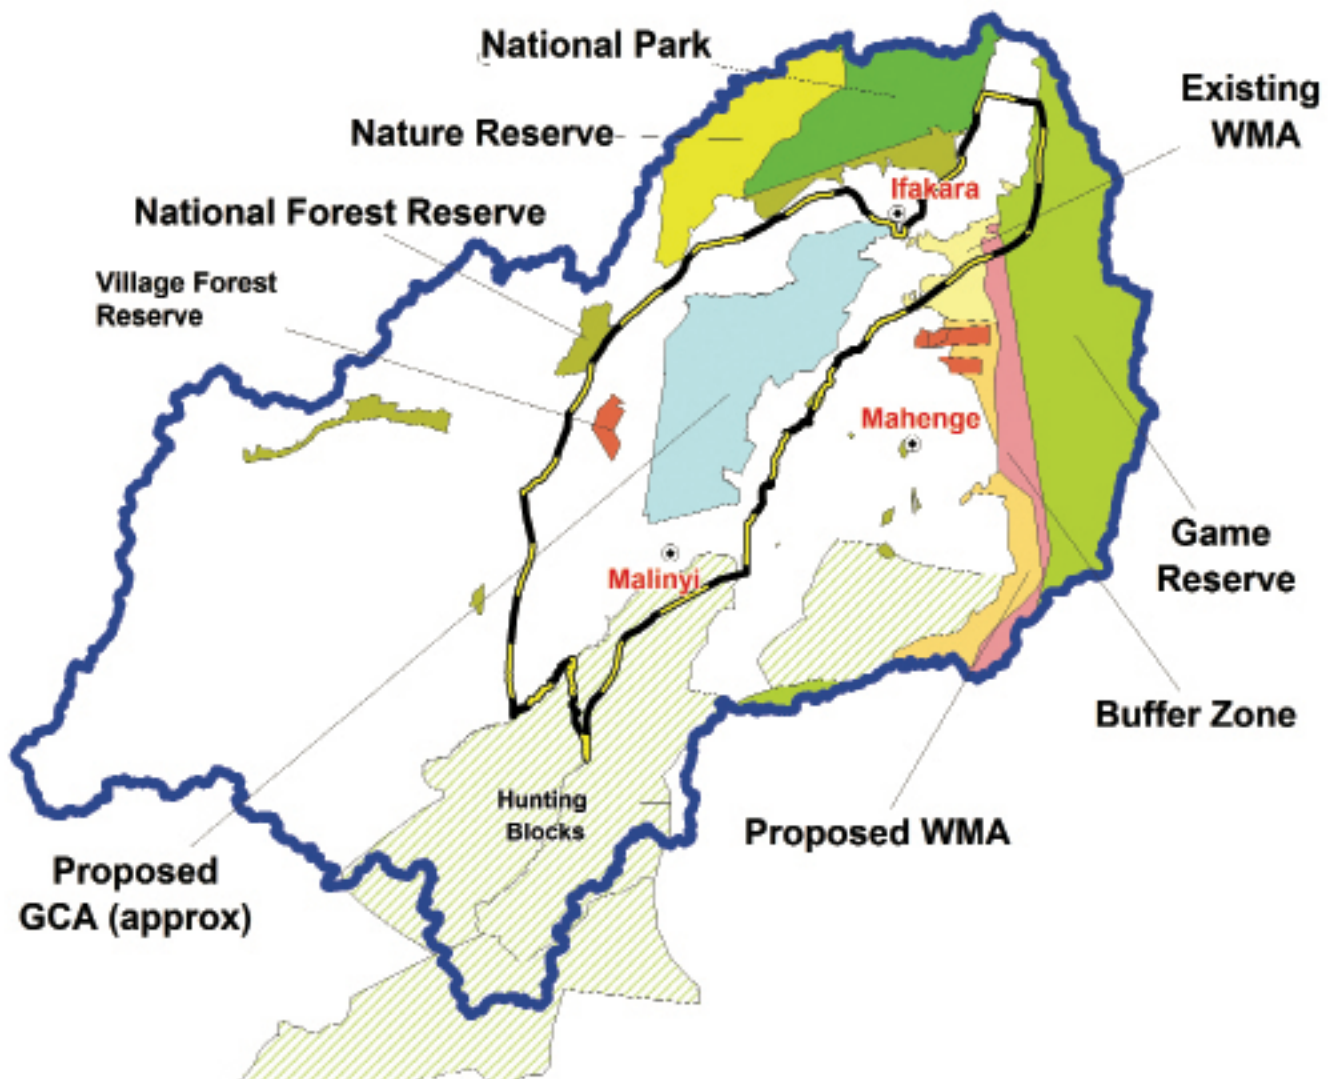 National Park
Existing
WMA
Nature Reserve
Ifakara
National Forest Reserve
Village Forest
Reserve
Mahenge
Game
Reserve
Malinyi
Buffer Zone
Hunting
Blocks
Proposed WMA
Proposed
GCA (approx)